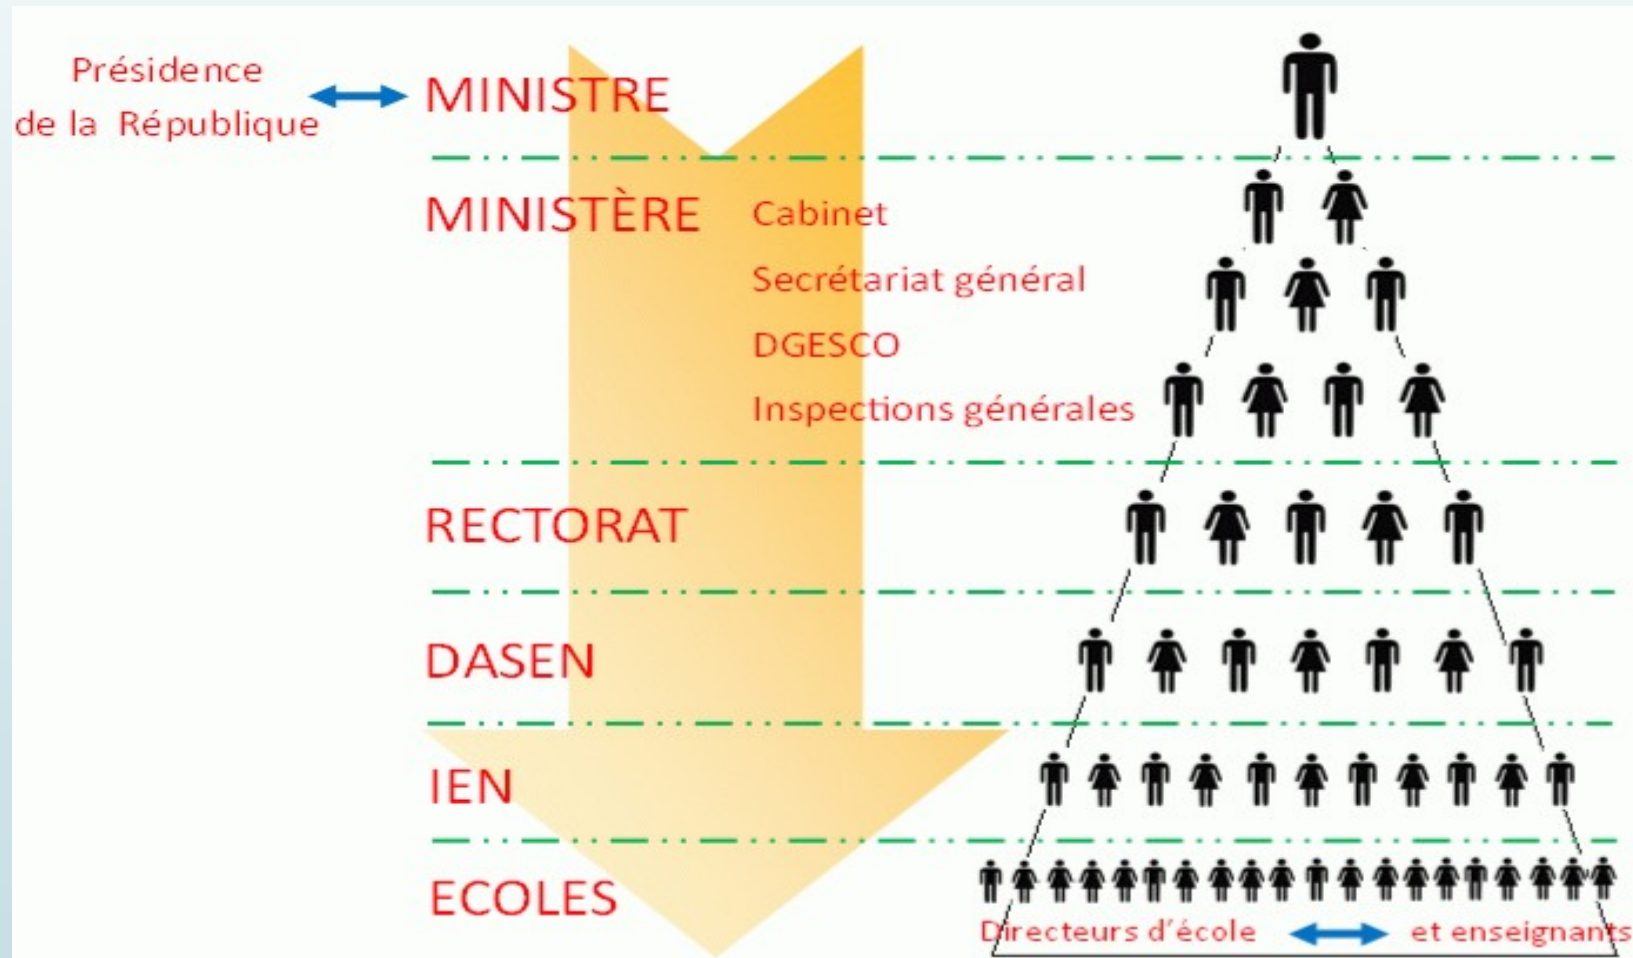 Présidence
de la République
MINISTRE
MINISTÈRE
Cabinet
Secrétariat général
DGESCO
Inspections générales
RECTORAT
DASEN
IEN
ECOLES
Directeurs d'école et enseignants